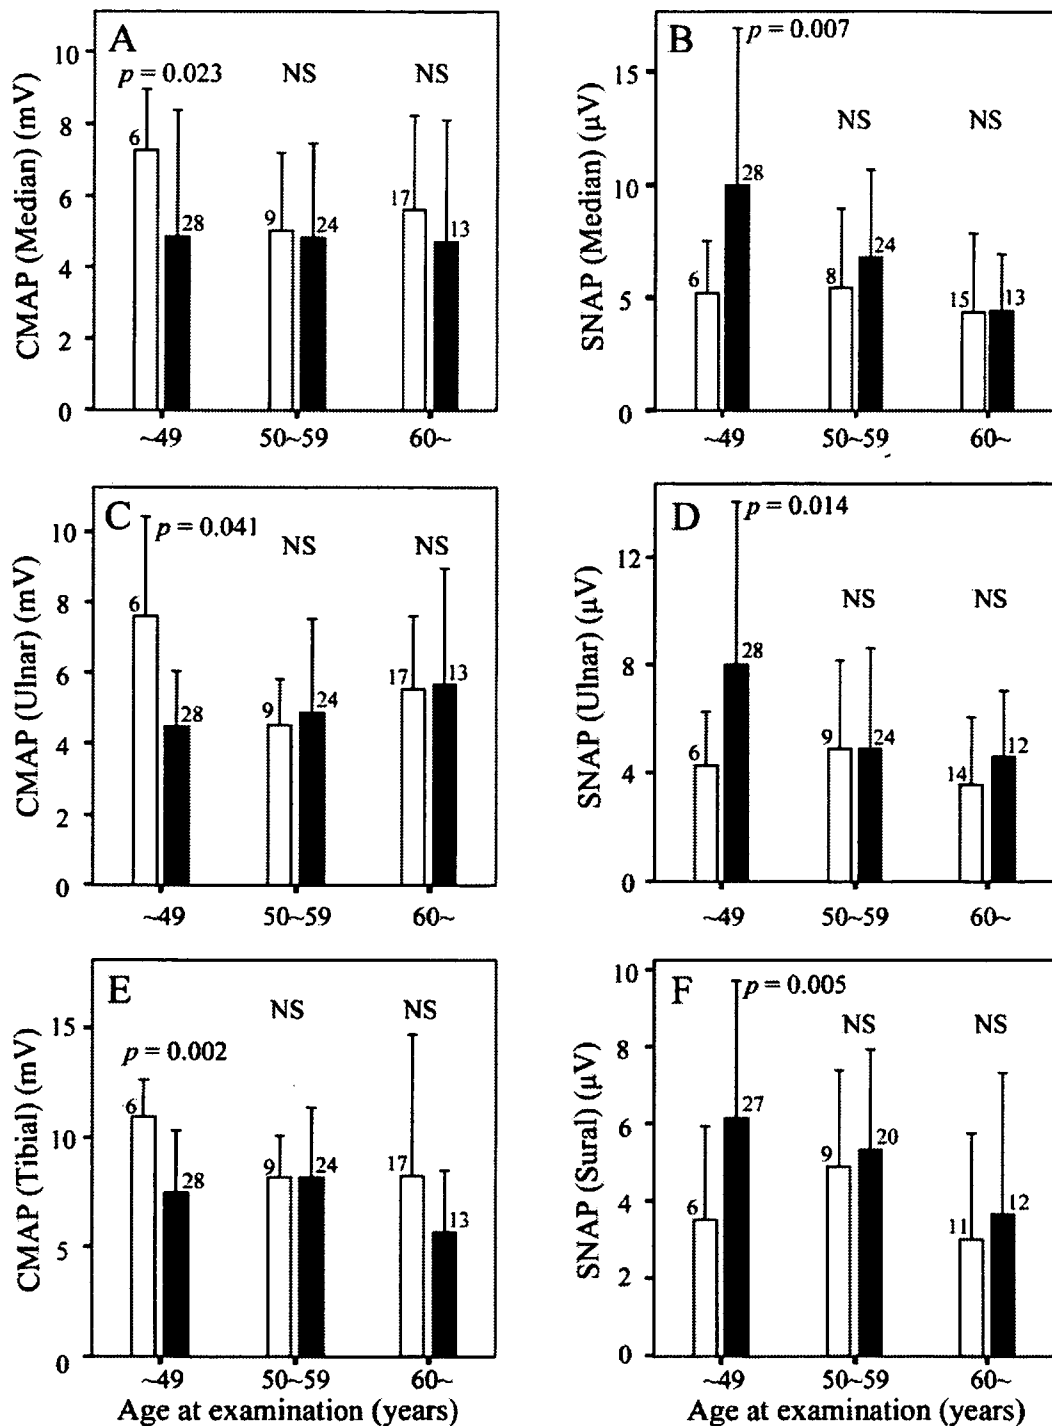 A
CMAP (Median) (mV)
10
8
6
4
2
0
p = 0.023
NS
NS
6
28
9
24
17
13
~49
50~59
60~
B
SNAP (Median) (µV)
15
10
5
0
p = 0.007
NS
NS
6
28
8
24
15
13
~49
50~59
60~
C
CMAP (Ulnar) (mV)
10
8
6
4
2
0
p = 0.041
NS
NS
6
28
9
24
17
13
~49
50~59
60~
D
SNAP (Ulnar) (µV)
12
8
4
0
p = 0.014
NS
NS
6
28
9
24
14
12
~49
50~59
60~
E
CMAP (Tibial) (mV)
15
10
5
0
p = 0.002
NS
NS
6
28
9
24
17
13
~49
50~59
60~
Age at examination (years)
F
SNAP (Sural) (µV)
10
8
6
4
2
0
p = 0.005
NS
NS
6
27
9
20
11
12
~49
50~59
60~
Age at examination (years)